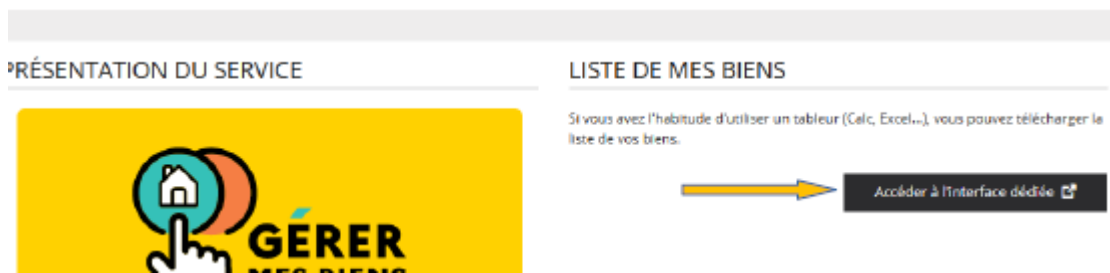 PRÉSENTATION DU SERVICE
GÉRER
MES BIENS
LISTE DE MES BIENS
Si vous avez l'habitude d'utiliser un tableur (Calc, Excel...), vous pouvez télécharger la
liste de vos biens.
Accéder à l'interface dédiée